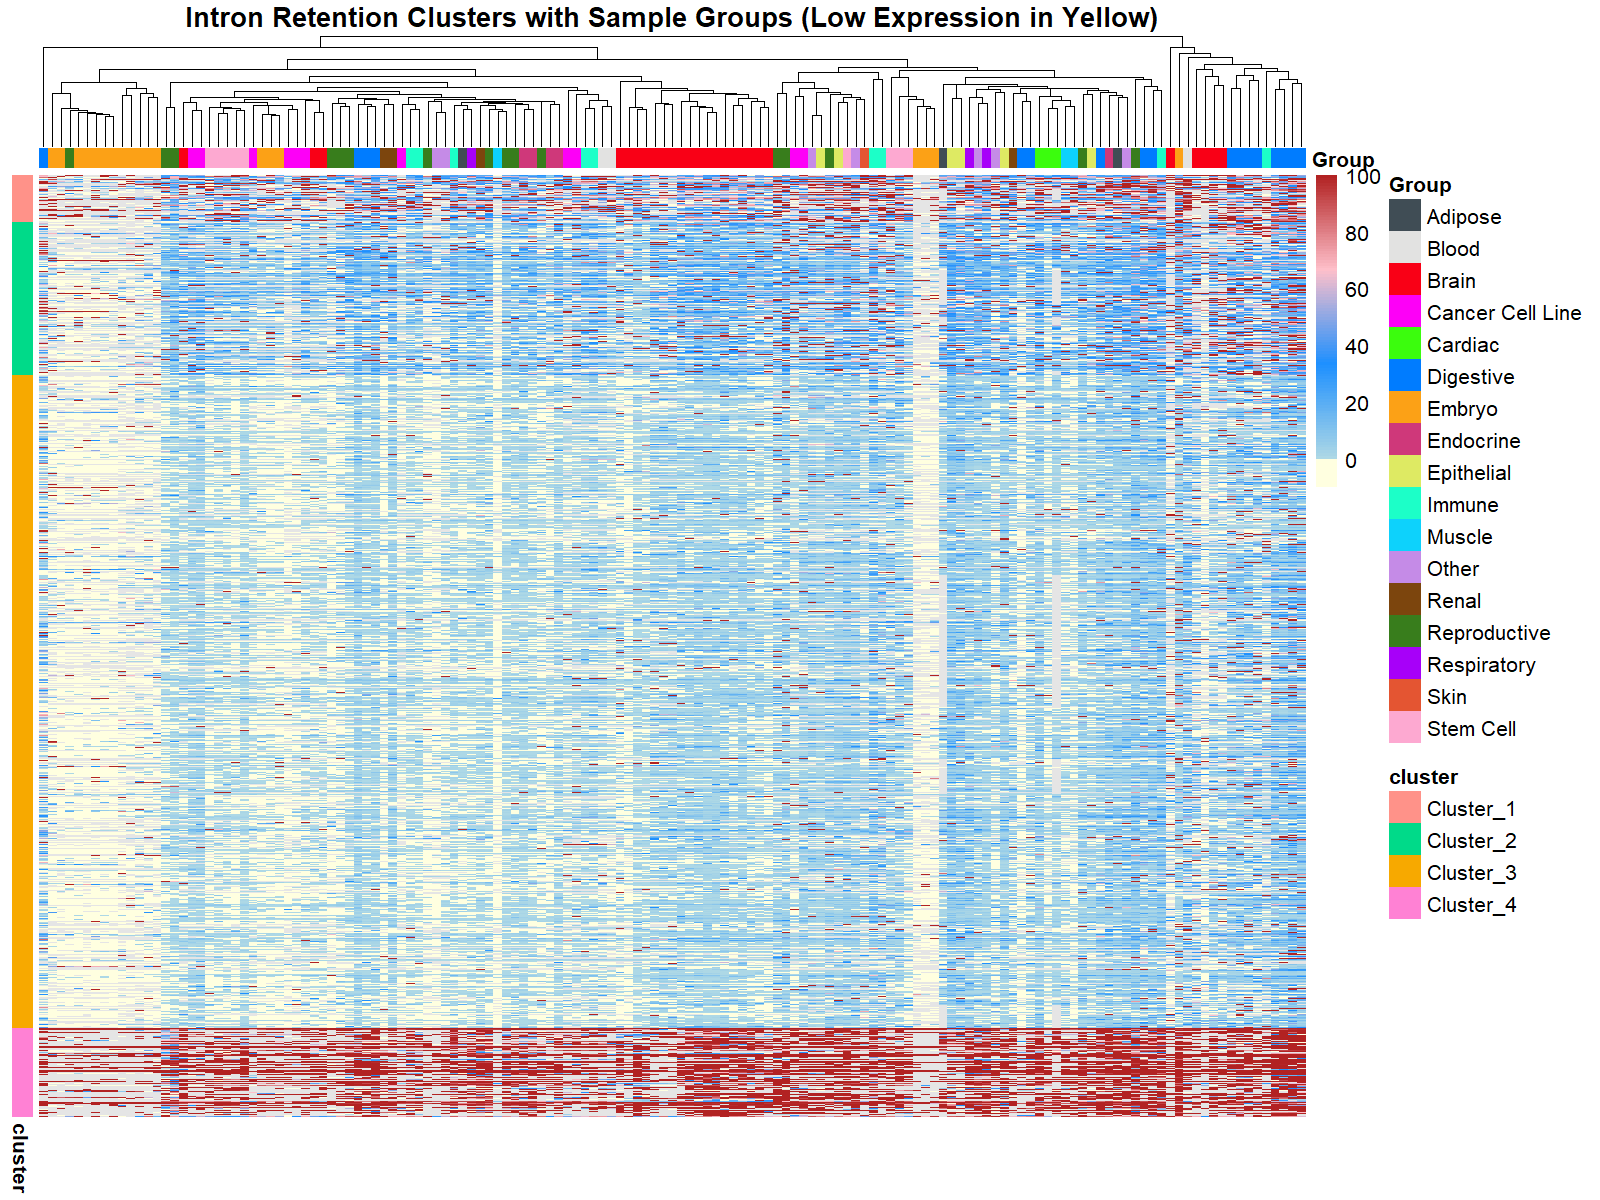 Intron Retention Clusters with Sample Groups (Low Expression in Yellow)
Group
100
80
60
40
20
0
Group
Adipose
Blood
Brain
Cancer Cell Line
Cardiac
Digestive
Embryo
Endocrine
Epithelial
Immune
Muscle
Other
Renal
Reproductive
Respiratory
Skin
Stem Cell
cluster
Cluster_1
Cluster_2
Cluster_3
Cluster_4
cluster